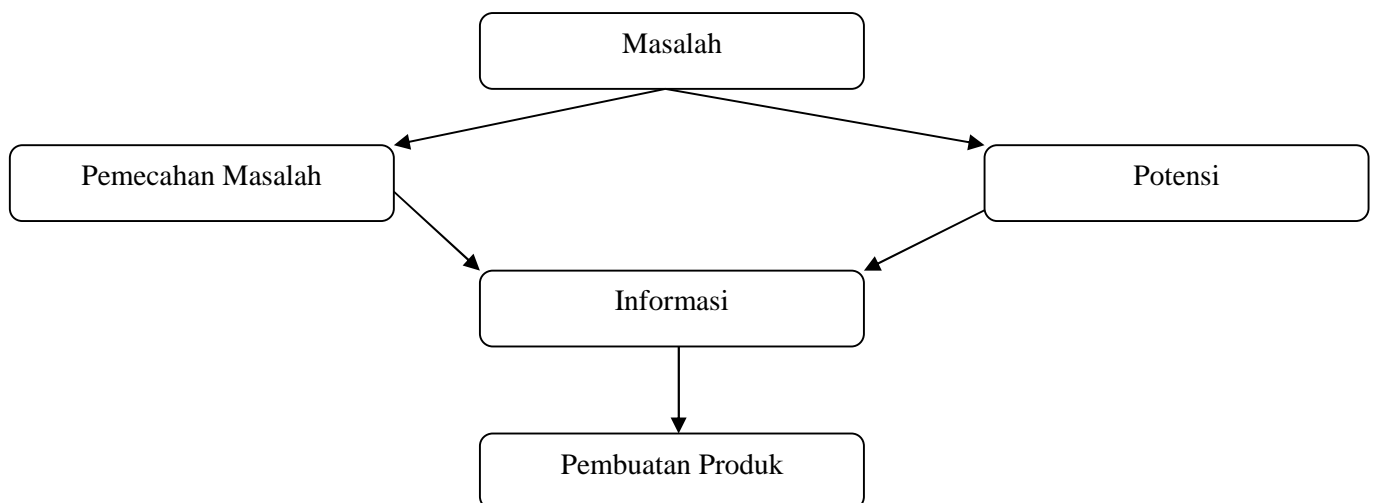 Masalah
Pemecahan Masalah
Potensi
Informasi
Pembuatan Produk